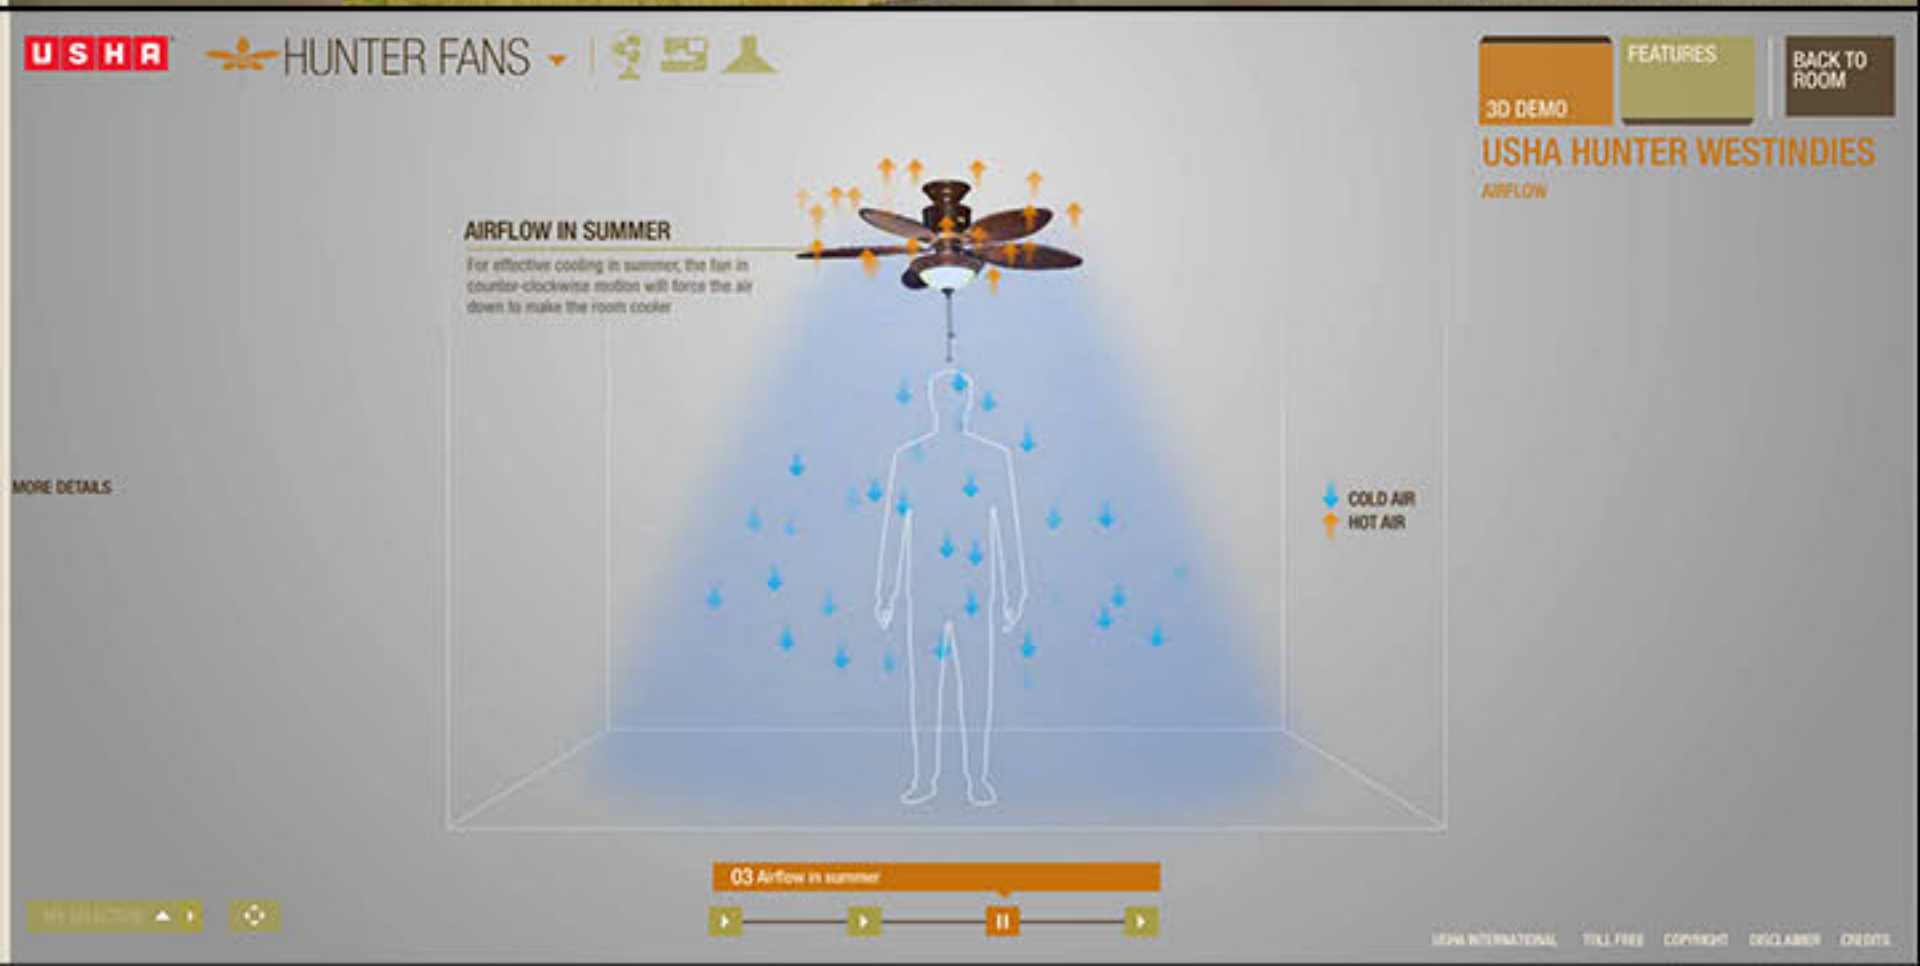 USHA
HUNTER FANS
3D DEMO
FEATURES
BACK TO
ROOM
USHA HUNTER WESTINDIES
AIRFLOW
AIRFLOW IN SUMMER
For effective cooling in summer, the fan in
counter-clockwise motion will force the air
down to make the room cooler
MORE DETAILS
COLD AIR
HOT AIR
03 Airflow in summer
MY SELECTION
USHA INTERNATIONAL
TOLL FREE
COPYRIGHT
DISCLAIMER
CREDITS